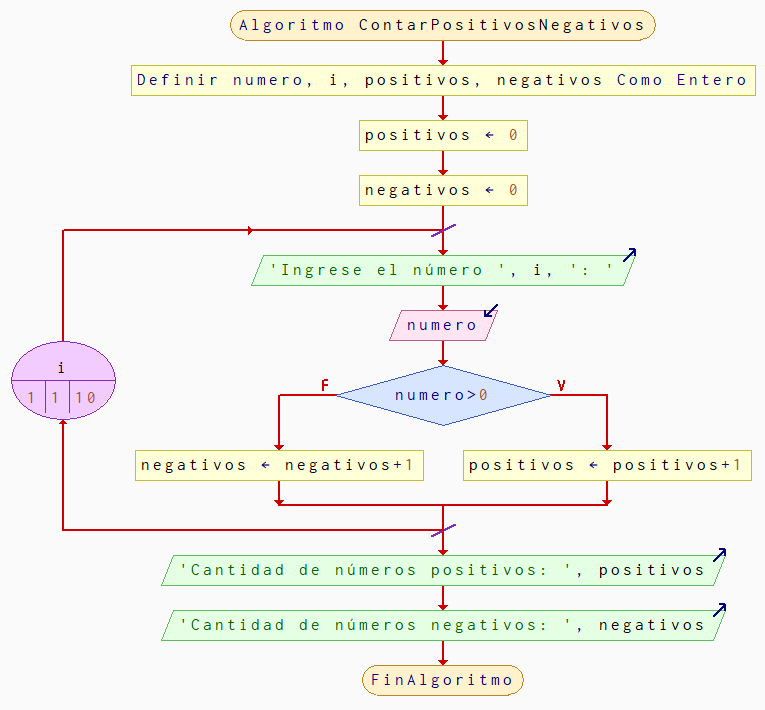 Algoritmo ContarPositivosNegativos
Definir numero, i, positivos, negativos Como Entero
positivos ← 0
negativos ← 0
'Ingrese el número ', i, ': '
numero
i
1 1 10
numero>0
F
V
negativos ← negativos+1
positivos ← positivos+1
'Cantidad de números positivos: ', positivos
'Cantidad de números negativos: ', negativos
FinAlgoritmo